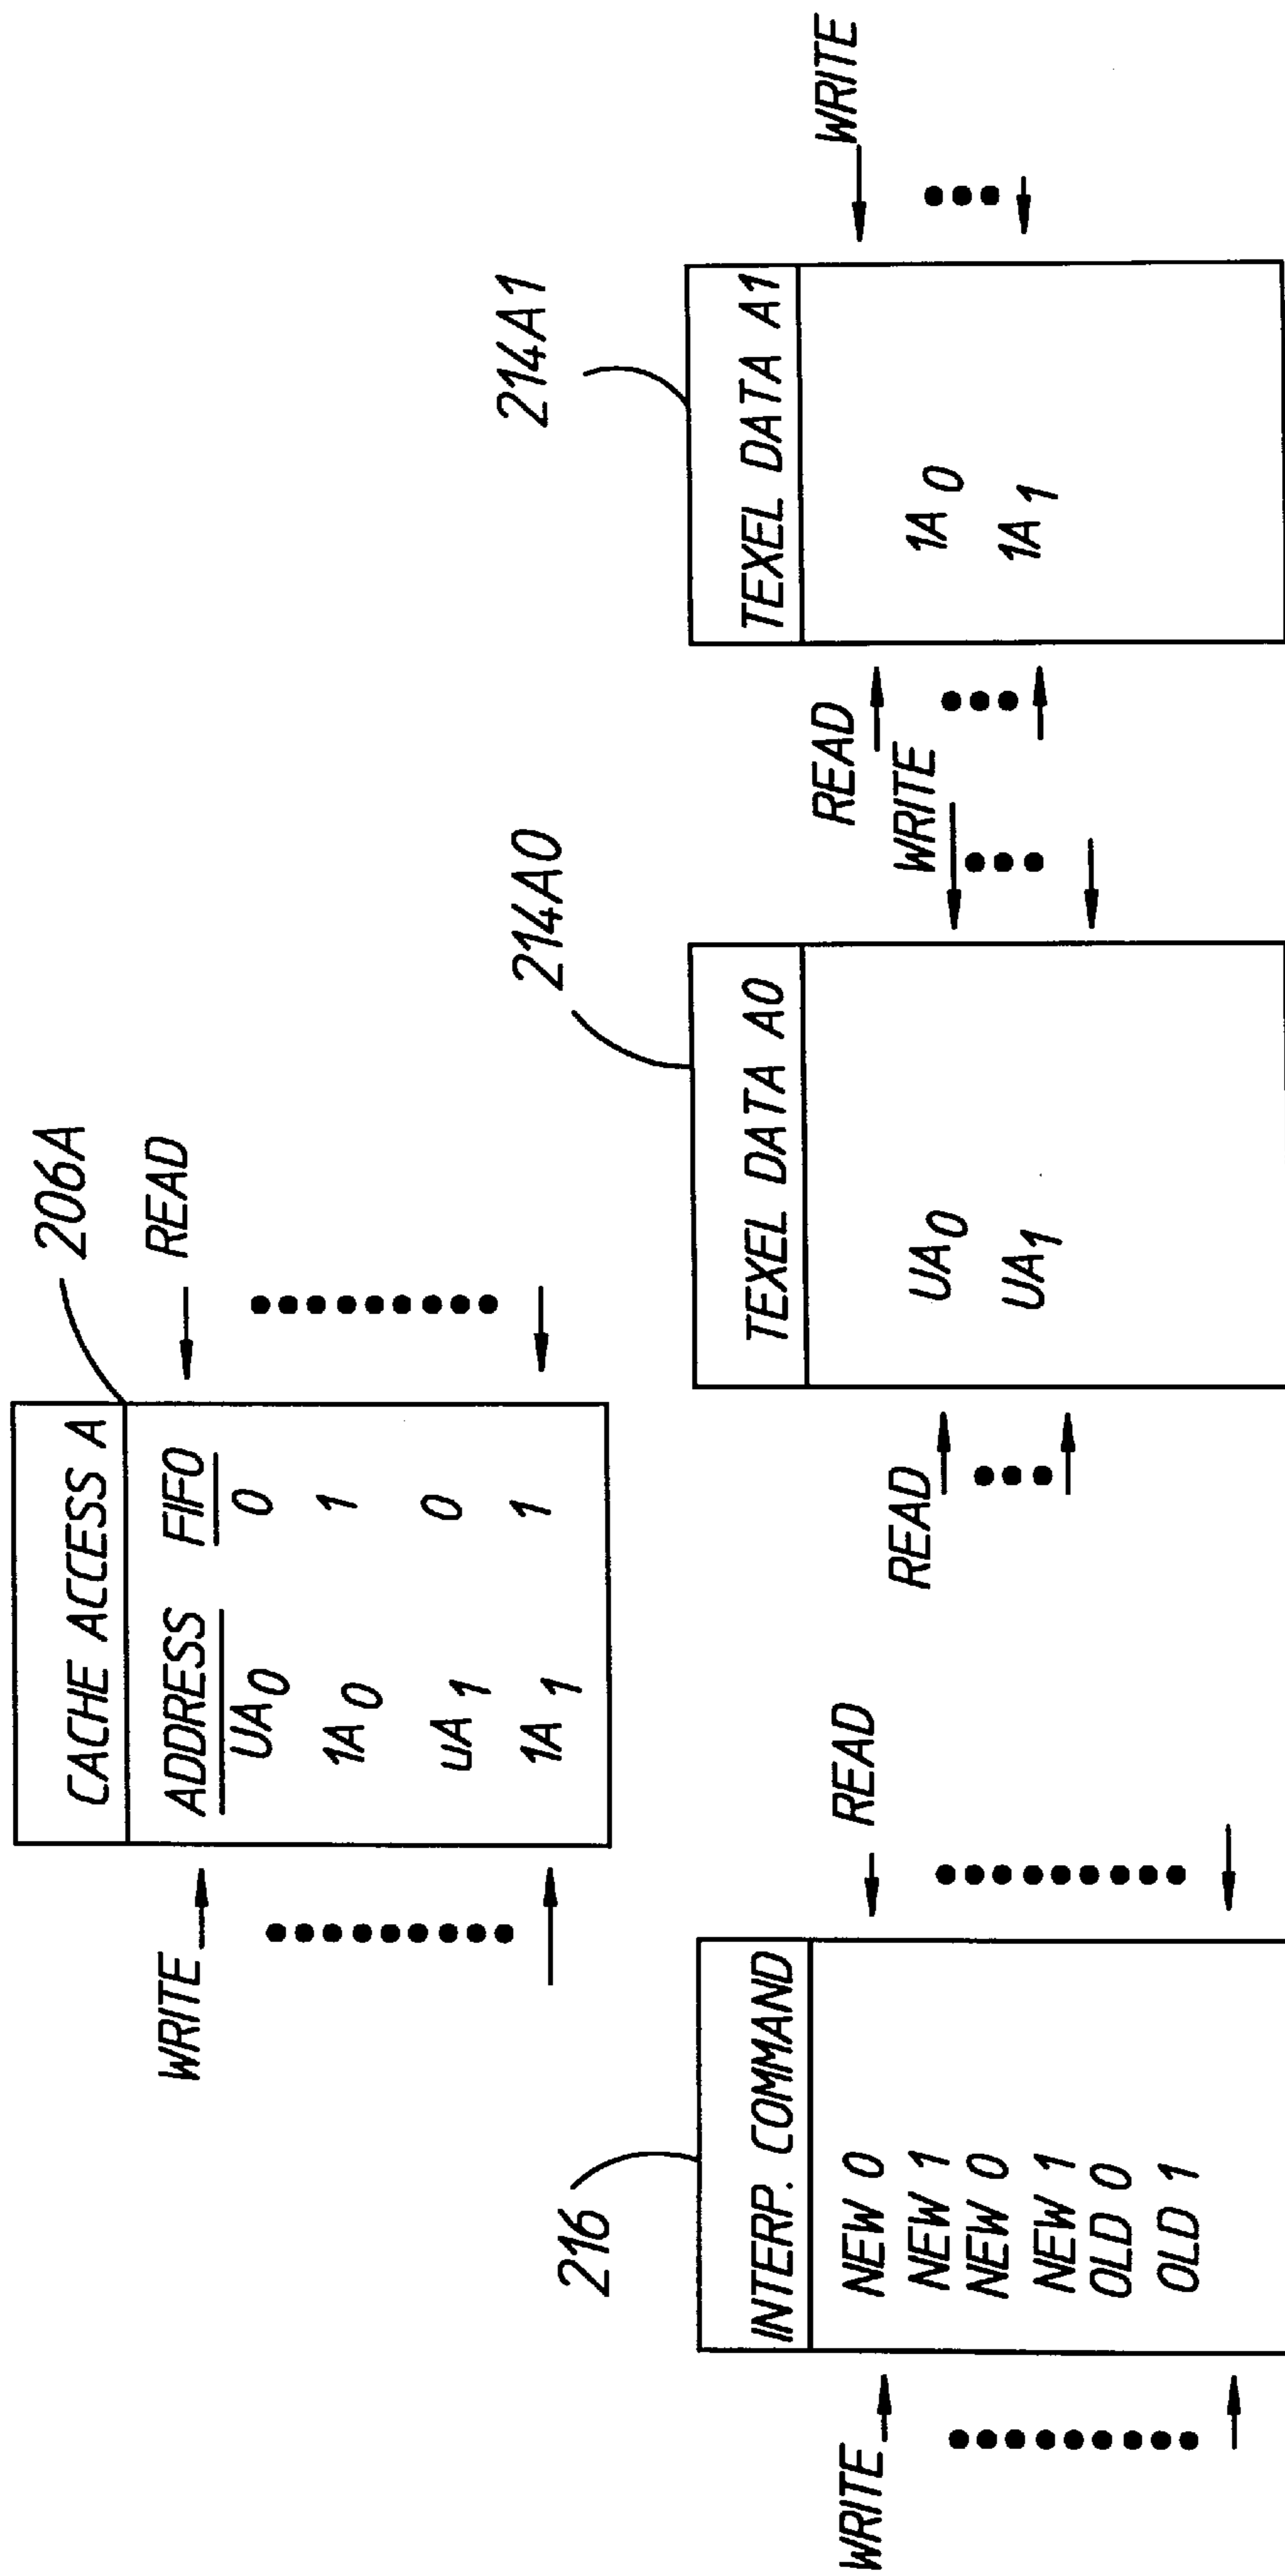 206A
CACHE ACCESS A
WRITE
READ
ADDRESS FIFO
UA0 0
1A0 1
uA1 0
1A1 1
216
214A0
214A1
INTERP. COMMAND
WRITE
READ
NEW 0
NEW 1
NEW 0
NEW 1
OLD 0
OLD 1
TEXEL DATA A0
READ
WRITE
UA0
UA1
TEXEL DATA A1
READ
WRITE
1A0
1A1